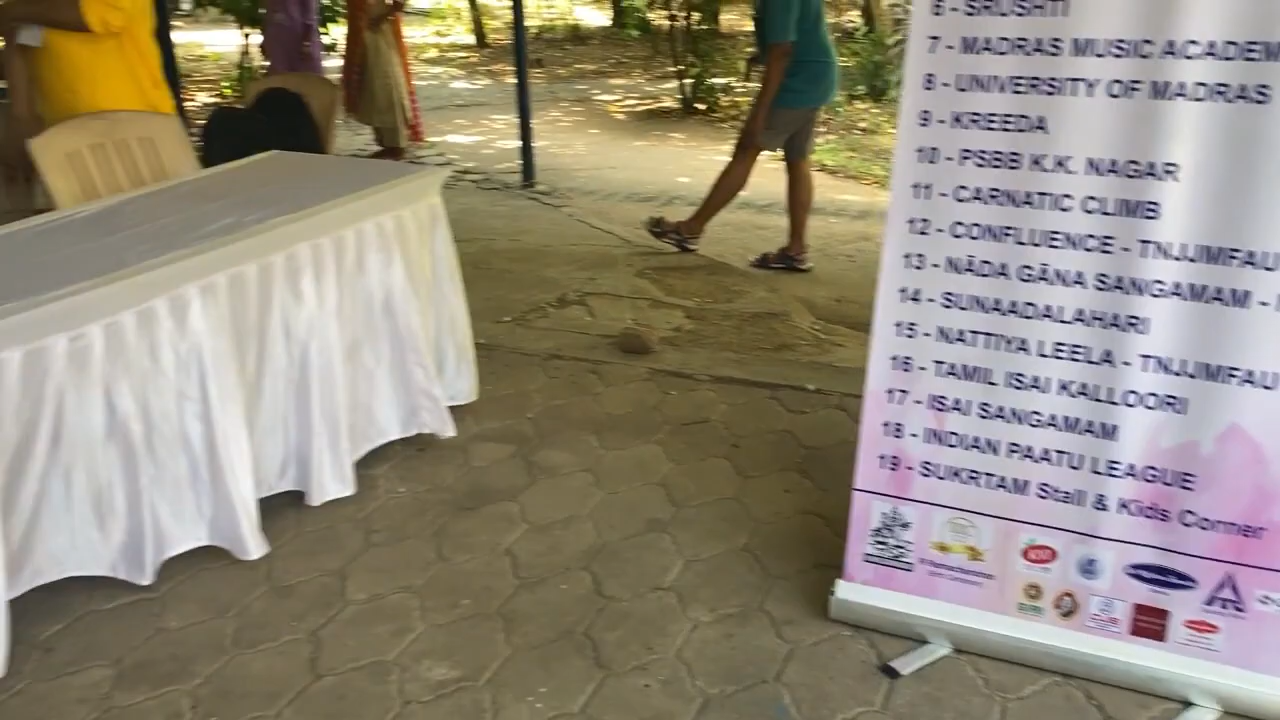 6 - SRUSHTI
7 - MADRAS MUSIC ACADEM
8 - UNIVERSITY OF MADRAS
9 - KREEDA
10 - PSBB K.K. NAGAR
11 - CARNATIC CLIMB
12 - CONFLUENCE - TNJJMFAU
13 - NĀDA GĀNA SANGAMAM -
14 - SUNAADALAHARI
15 - NATTIYA LEELA - TNJJMFAU
16 - TAMIL ISAI KALLOORI
17 - ISAI SANGAMAM
18 - INDIAN PAATU LEAGUE
19 - SUKRTAM Stall & Kids Corner